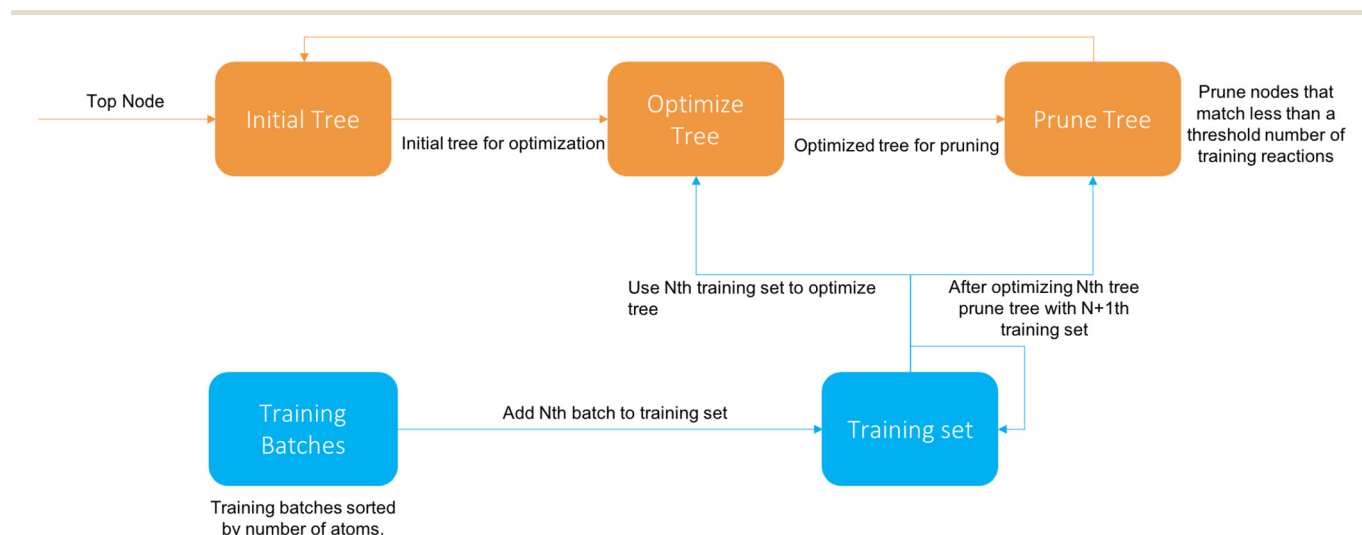 Top Node
Initial Tree
Initial tree for optimization
Optimize
Tree
Optimized tree for pruning
Prune Tree
Prune nodes that
match less than a
threshold number of
training reactions
Use Nth training set to optimize
tree
After optimizing Nth tree
prune tree with N+1th
training set
Training
Batches
Add Nth batch to training set
Training set
Training batches sorted
by number of atoms.